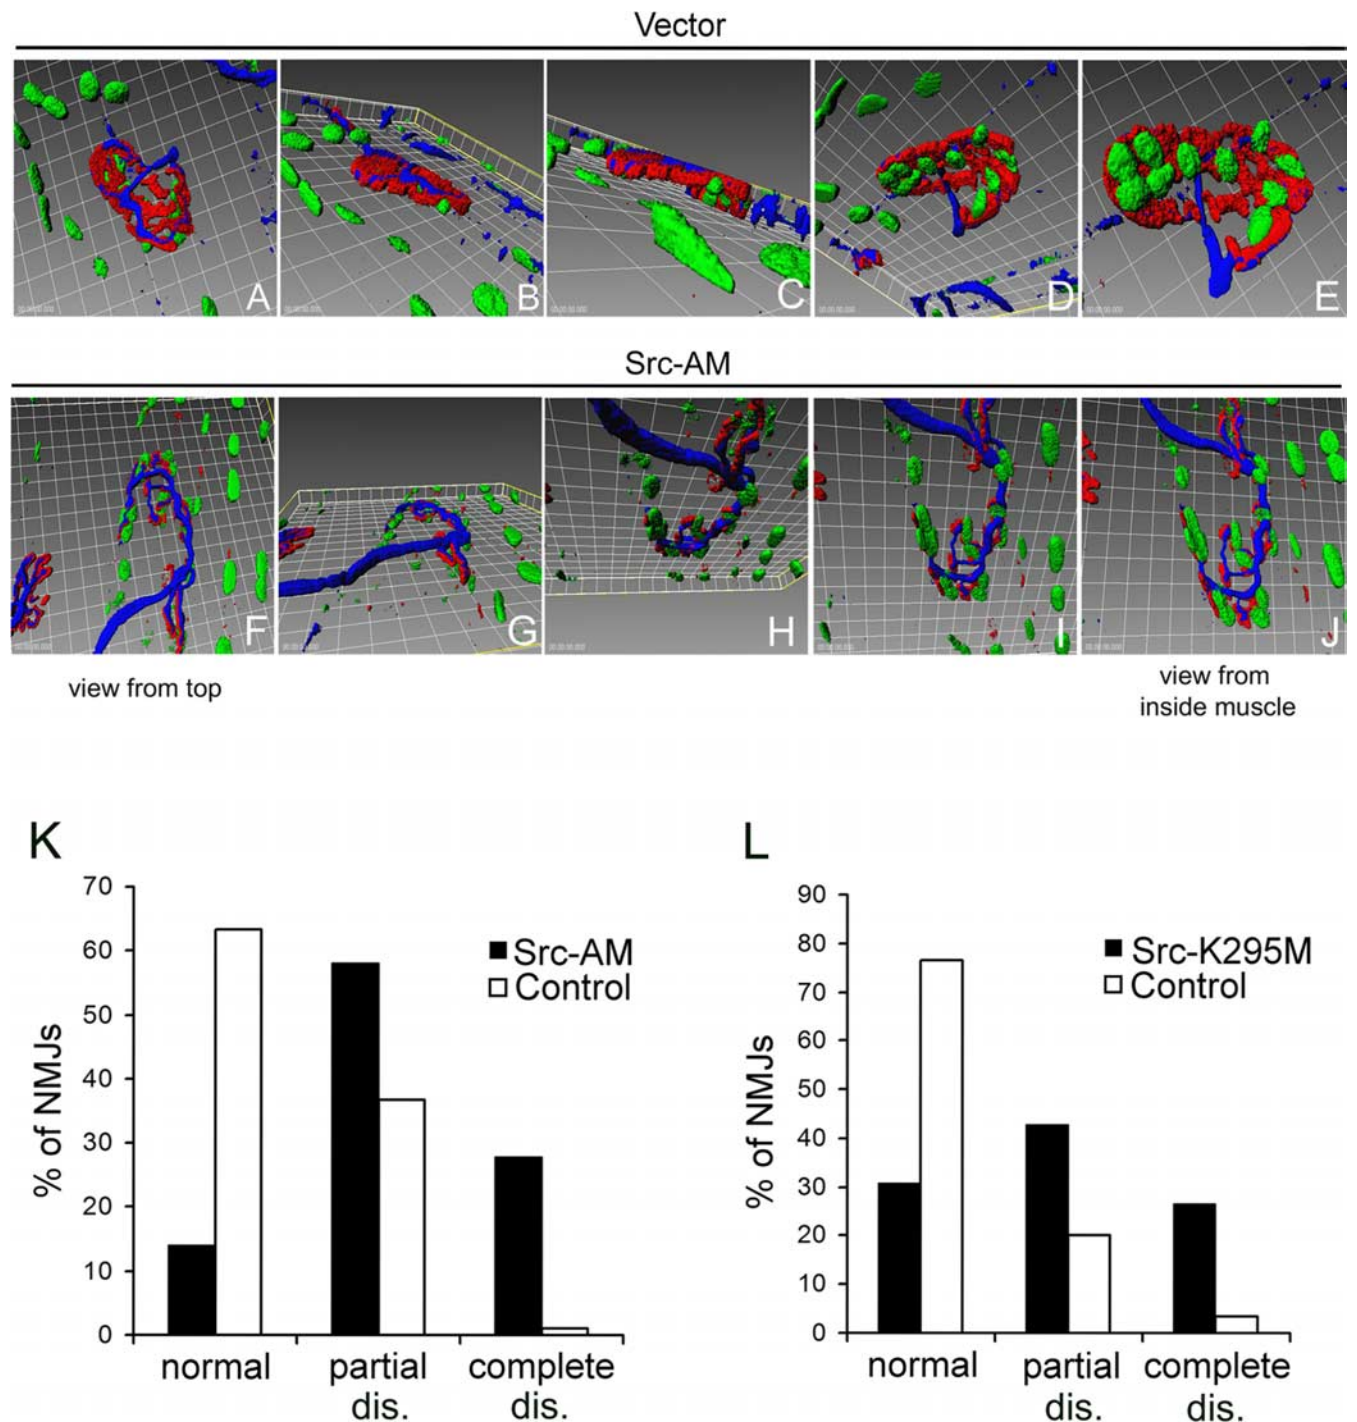 Vector
A
B
C
D
E
Src-AM
F
G
H
I
J
view from top
view from
inside muscle
K
70
60
50
40
30
20
10
0
% of NMJs
Src-AM
Control
normal
partial
dis.
complete
dis.
L
90
80
70
60
50
40
30
20
10
0
% of NMJs
Src-K295M
Control
normal
partial
dis.
complete
dis.